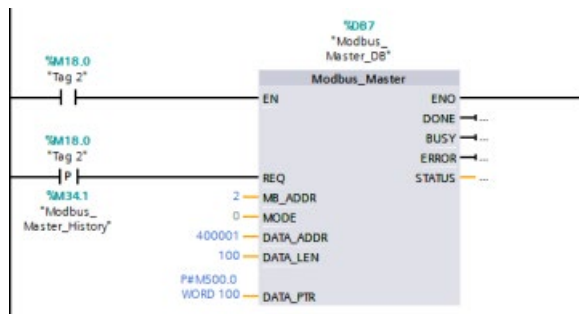 %DB7
"Modbus_
Master_DB"
%M18.0
"Tag 2"
Modbus_Master
EN
ENO
DONE
...
BUSY
...
ERROR
...
STATUS
...
%M18.0
"Tag 2"
P
%M34.1
"Modbus_
Master_History"
REQ
2
MB_ADDR
0
MODE
400001
DATA_ADDR
100
DATA_LEN
P#M500.0
WORD 100
DATA_PTR